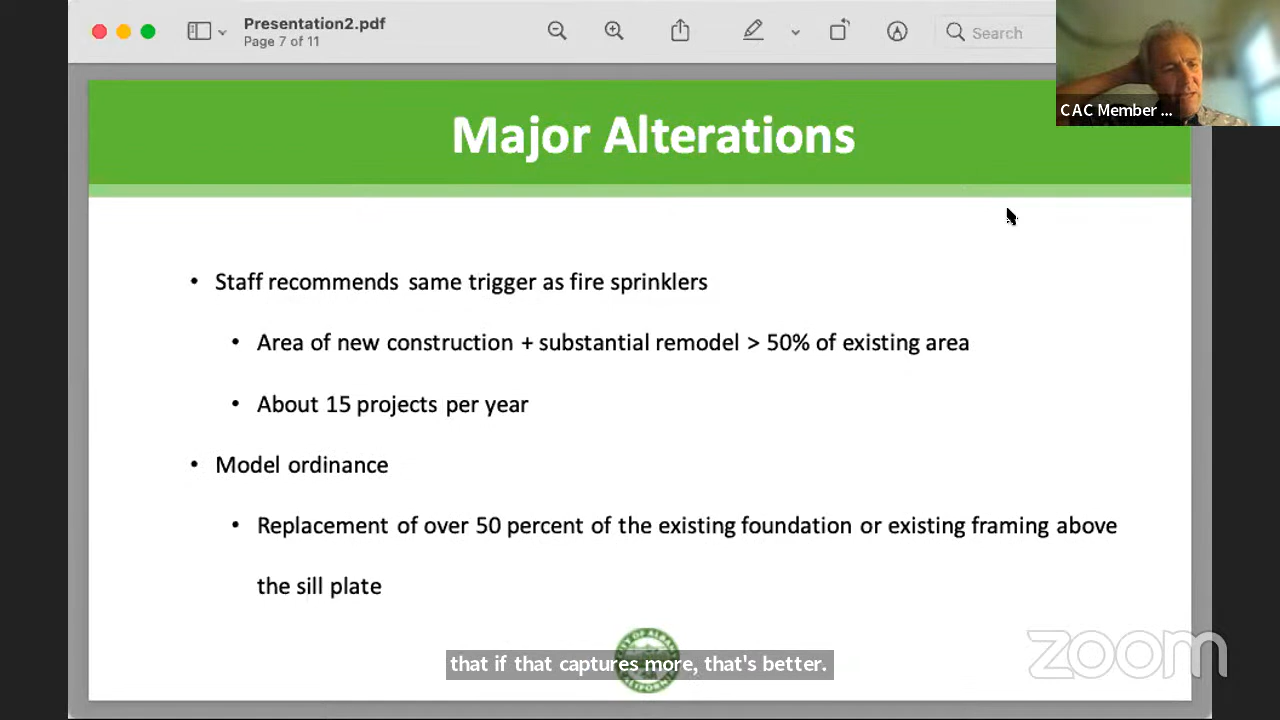 Presentation2.pdf
Page 7 of 11
Search
CAC Member ...
Major Alterations
• Staff recommends same trigger as fire sprinklers
• Area of new construction + substantial remodel > 50% of existing area
• About 15 projects per year
• Model ordinance
• Replacement of over 50 percent of the existing foundation or existing framing above
the sill plate
that if that captures more, that's better.
zoom